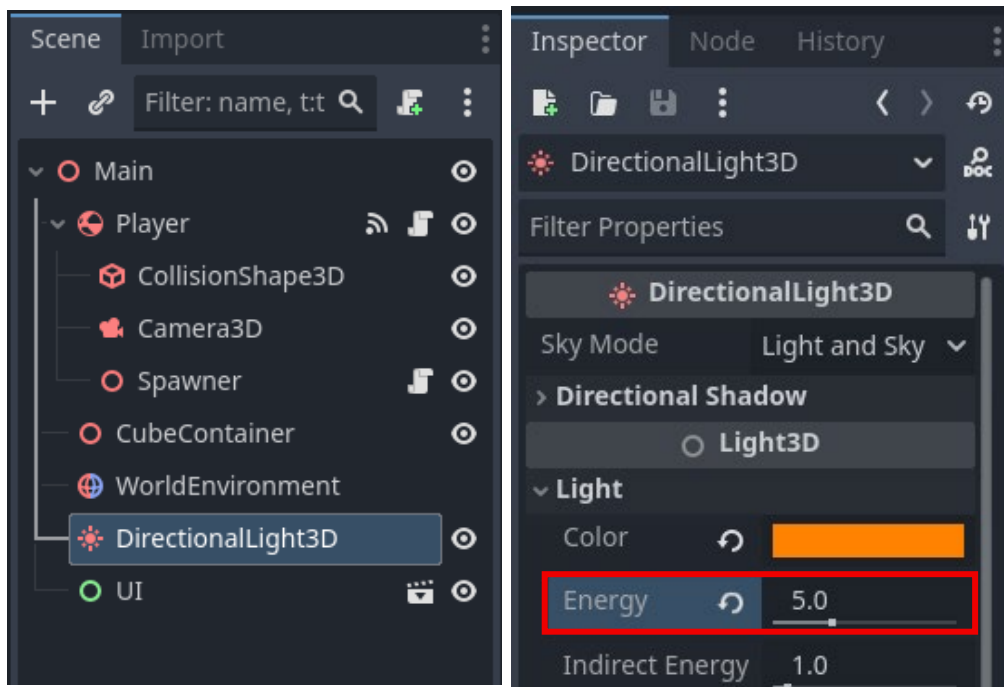 Scene Import
Filter: name, t:t
Main
Player
CollisionShape3D
Camera3D
Spawner
CubeContainer
WorldEnvironment
DirectionalLight3D
UI
Inspector Node History
DirectionalLight3D
DOC
Filter Properties
DirectionalLight3D
Sky Mode Light and Sky
Directional Shadow
Light3D
Light
Color
Energy 5.0
Indirect Energy 1.0